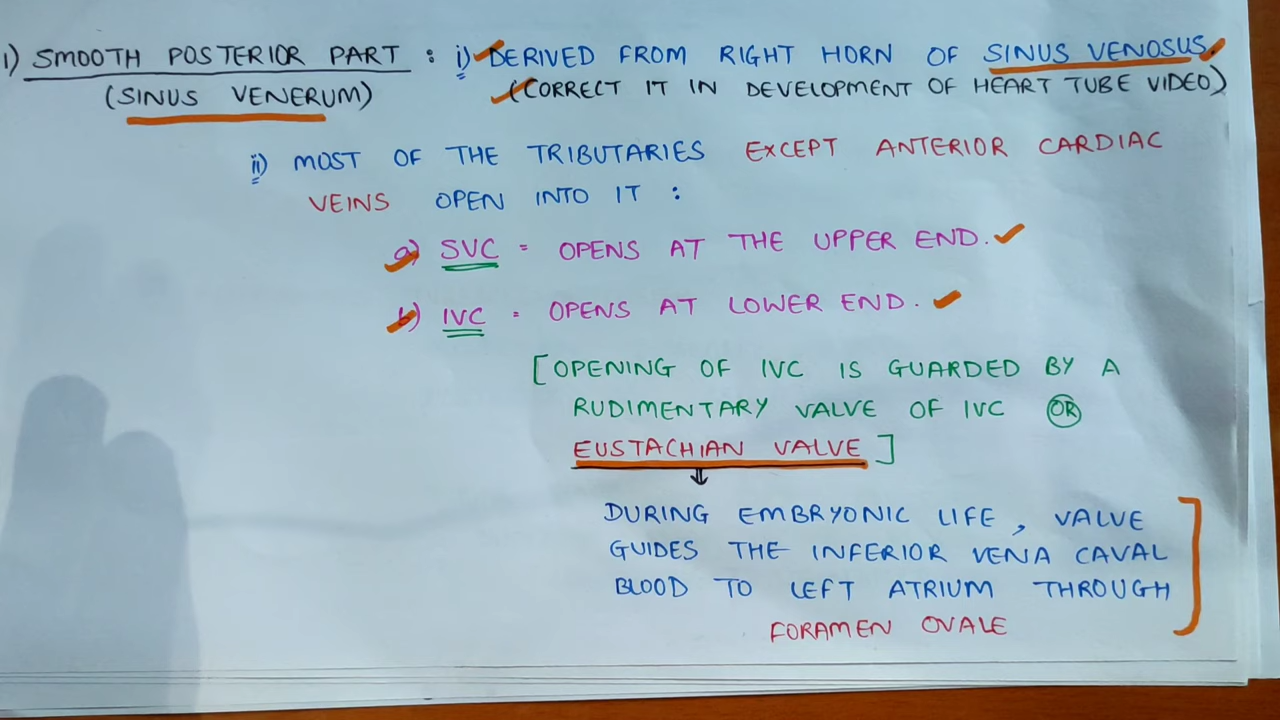 1) SMOOTH POSTERIOR PART : i) DERIVED FROM RIGHT HORN OF SINUS VENOSUS.
(SINUS VENERUM) (CORRECT IT IN DEVELOPMENT OF HEART TUBE VIDEO)
ii) MOST OF THE TRIBUTARIES EXCEPT ANTERIOR CARDIAC
VEINS OPEN INTO IT :
a) SVC = OPENS AT THE UPPER END.
b) IVC = OPENS AT LOWER END.
[OPENING OF IVC IS GUARDED BY A
RUDIMENTARY VALVE OF IVC OR
EUSTACHIAN VALVE]
DURING EMBRYONIC LIFE, VALVE
GUIDES THE INFERIOR VENA CAVAL
BLOOD TO LEFT ATRIUM THROUGH
FORAMEN OVALE